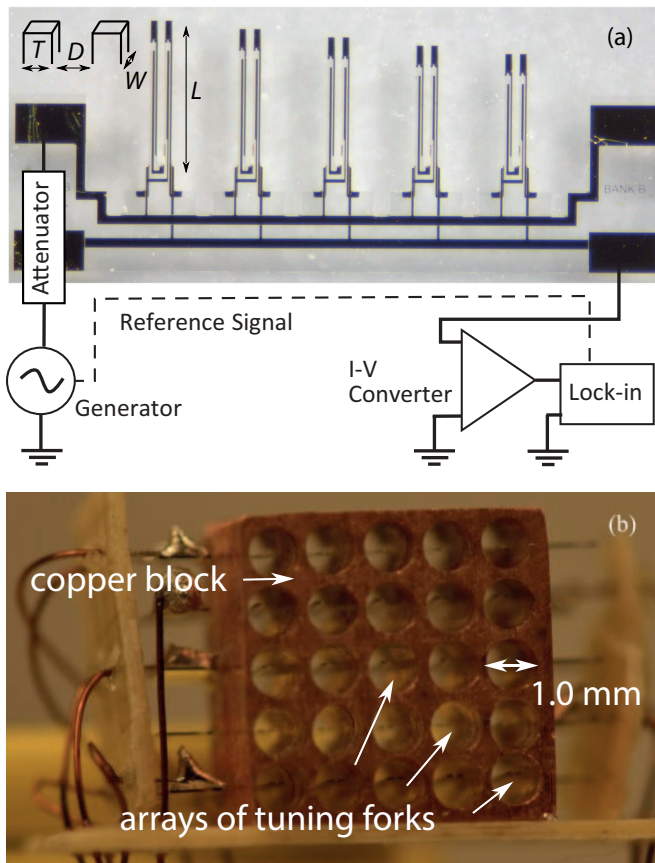 (a)
T
D
W
L
BANK B
Attenuator
Reference Signal
Generator
I-V
Converter
Lock-in
(b)
copper block
1.0 mm
arrays of tuning forks